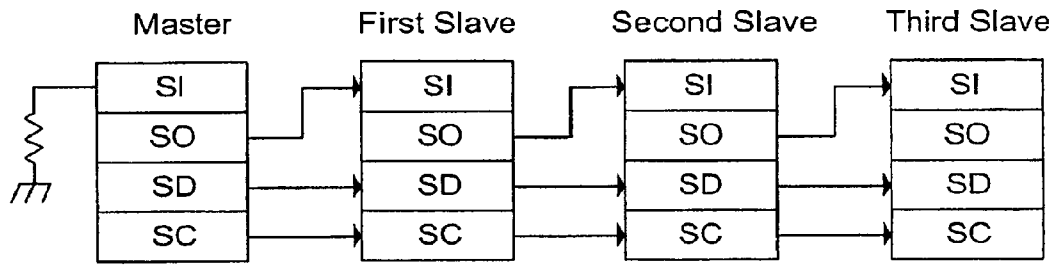 Master First Slave Second Slave Third Slave
SI SI SI SI
SO SO SO SO
SD SD SD SD
SC SC SC SC